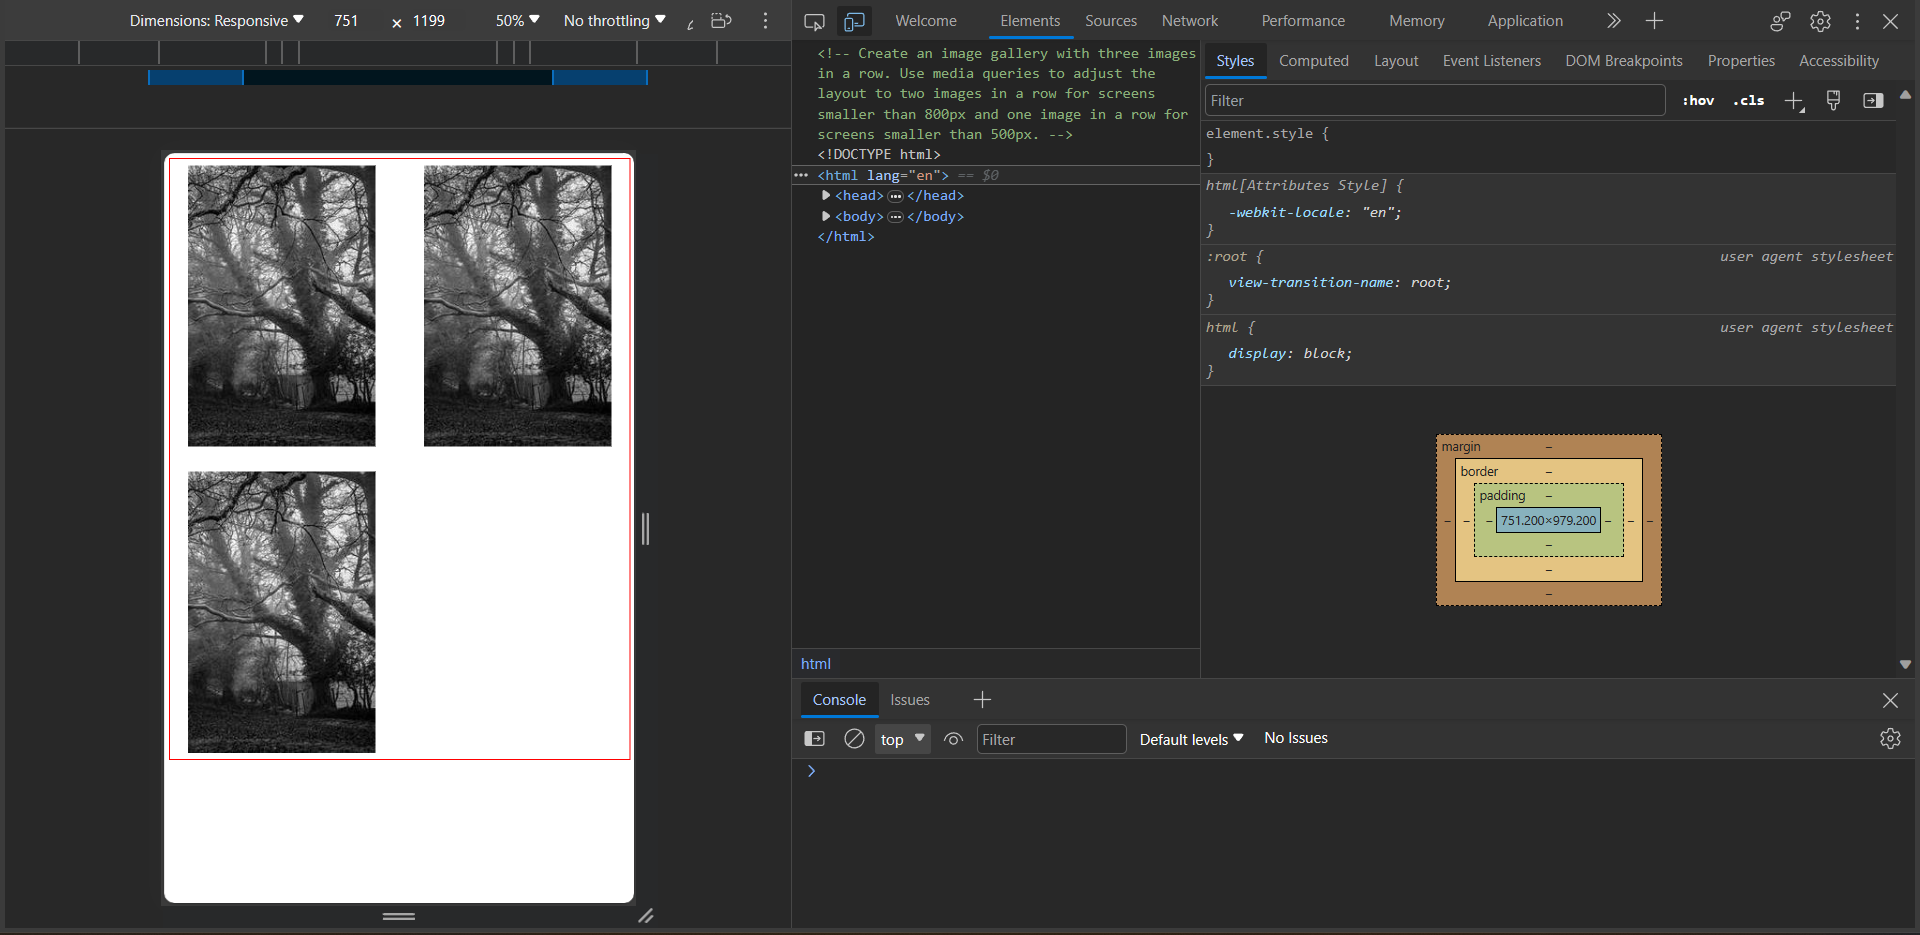 Dimensions: Responsive 751 × 1199 50% No throttling
Welcome Elements Sources Network Performance Memory Application
<!-- Create an image gallery with three images
in a row. Use media queries to adjust the
layout to two images in a row for screens
smaller than 800px and one image in a row for
screens smaller than 500px. -->
<!DOCTYPE html>
<html lang="en"> == $0
<head> … </head>
<body> … </body>
</html>
html
Styles Computed Layout Event Listeners DOM Breakpoints Properties Accessibility
Filter :hov .cls
element.style {
}
html[Attributes Style] {
-webkit-locale: "en";
}
:root { user agent stylesheet
view-transition-name: root;
}
html { user agent stylesheet
display: block;
}
margin –
border –
padding –
– – – 751.200×979.200 – – –
–
–
–
Console Issues
top Filter Default levels No Issues